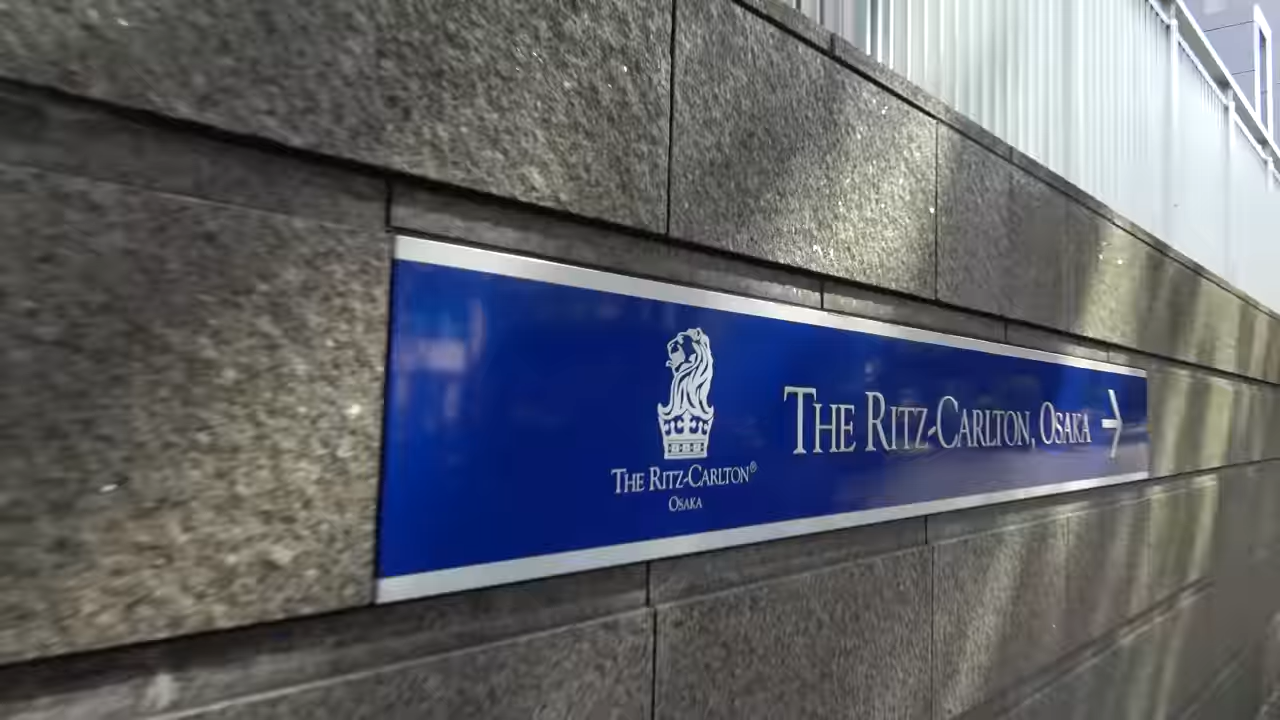 The Ritz-Carlton®
Osaka
The Ritz-Carlton, Osaka →